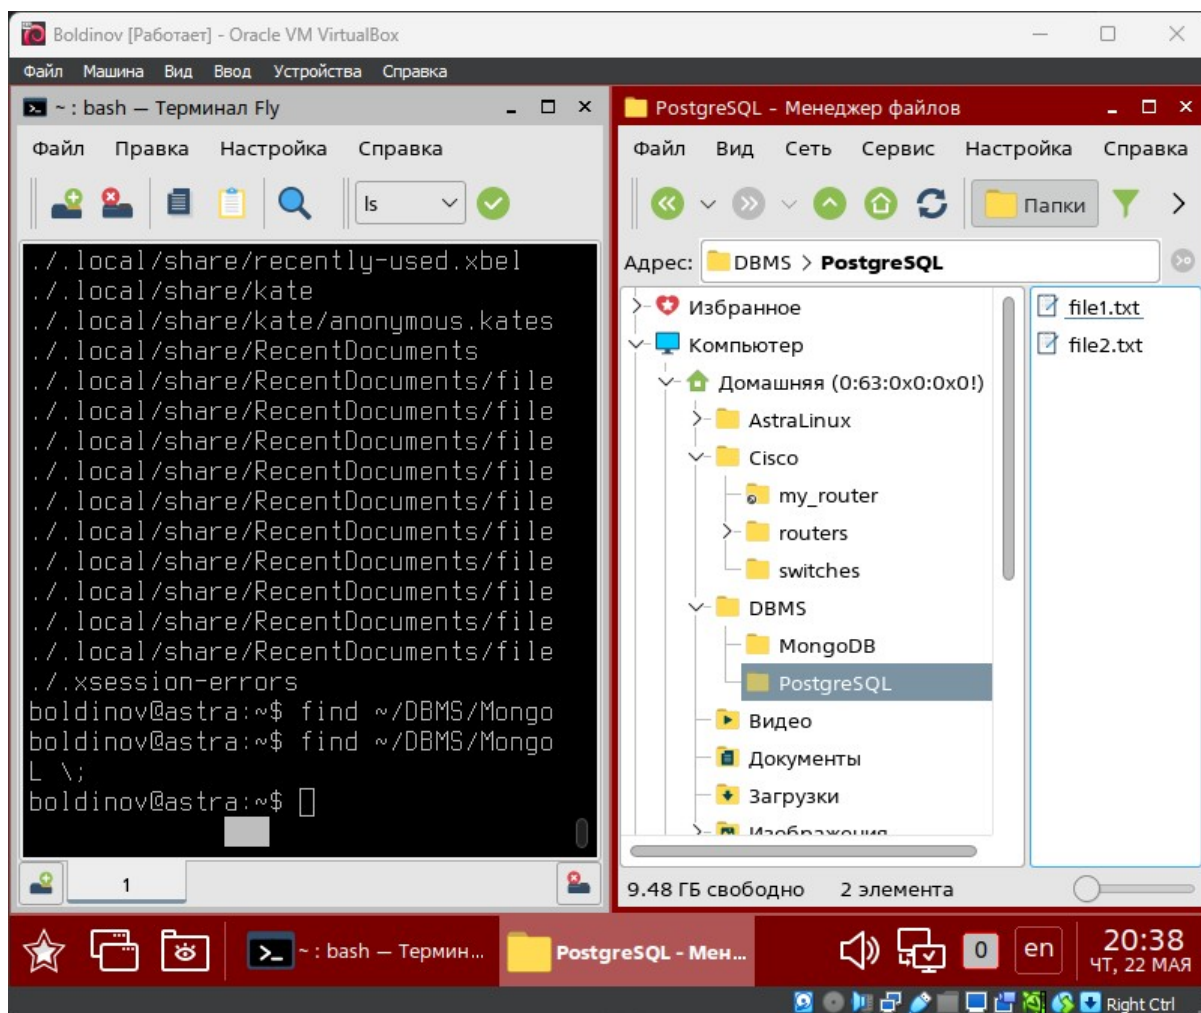 Boldinov [Работает] - Oracle VM VirtualBox
Файл Машина Вид Ввод Устройства Справка
~ : bash — Терминал Fly
Файл Правка Настройка Справка
ls
./.local/share/recently-used.xbel
./.local/share/kate
./.local/share/kate/anonymous.kates
./.local/share/RecentDocuments
./.local/share/RecentDocuments/file
./.local/share/RecentDocuments/file
./.local/share/RecentDocuments/file
./.local/share/RecentDocuments/file
./.local/share/RecentDocuments/file
./.local/share/RecentDocuments/file
./.local/share/RecentDocuments/file
./.local/share/RecentDocuments/file
./.local/share/RecentDocuments/file
./.local/share/RecentDocuments/file
./.xsession-errors
boldinov@astra:~$ find ~/DBMS/Mongo
boldinov@astra:~$ find ~/DBMS/Mongo
L \;
boldinov@astra:~$
1
PostgreSQL - Менеджер файлов
Файл Вид Сеть Сервис Настройка Справка
Папки
Адрес: DBMS > PostgreSQL
Избранное
Компьютер
Домашняя (0:63:0x0:0x0!)
AstraLinux
Cisco
my_router
routers
switches
DBMS
MongoDB
PostgreSQL
Видео
Документы
Загрузки
Изображения
file1.txt
file2.txt
9.48 ГБ свободно 2 элемента
~ : bash — Термин...
PostgreSQL - Мен...
0
en
20:38
ЧТ, 22 МАЯ
Right Ctrl